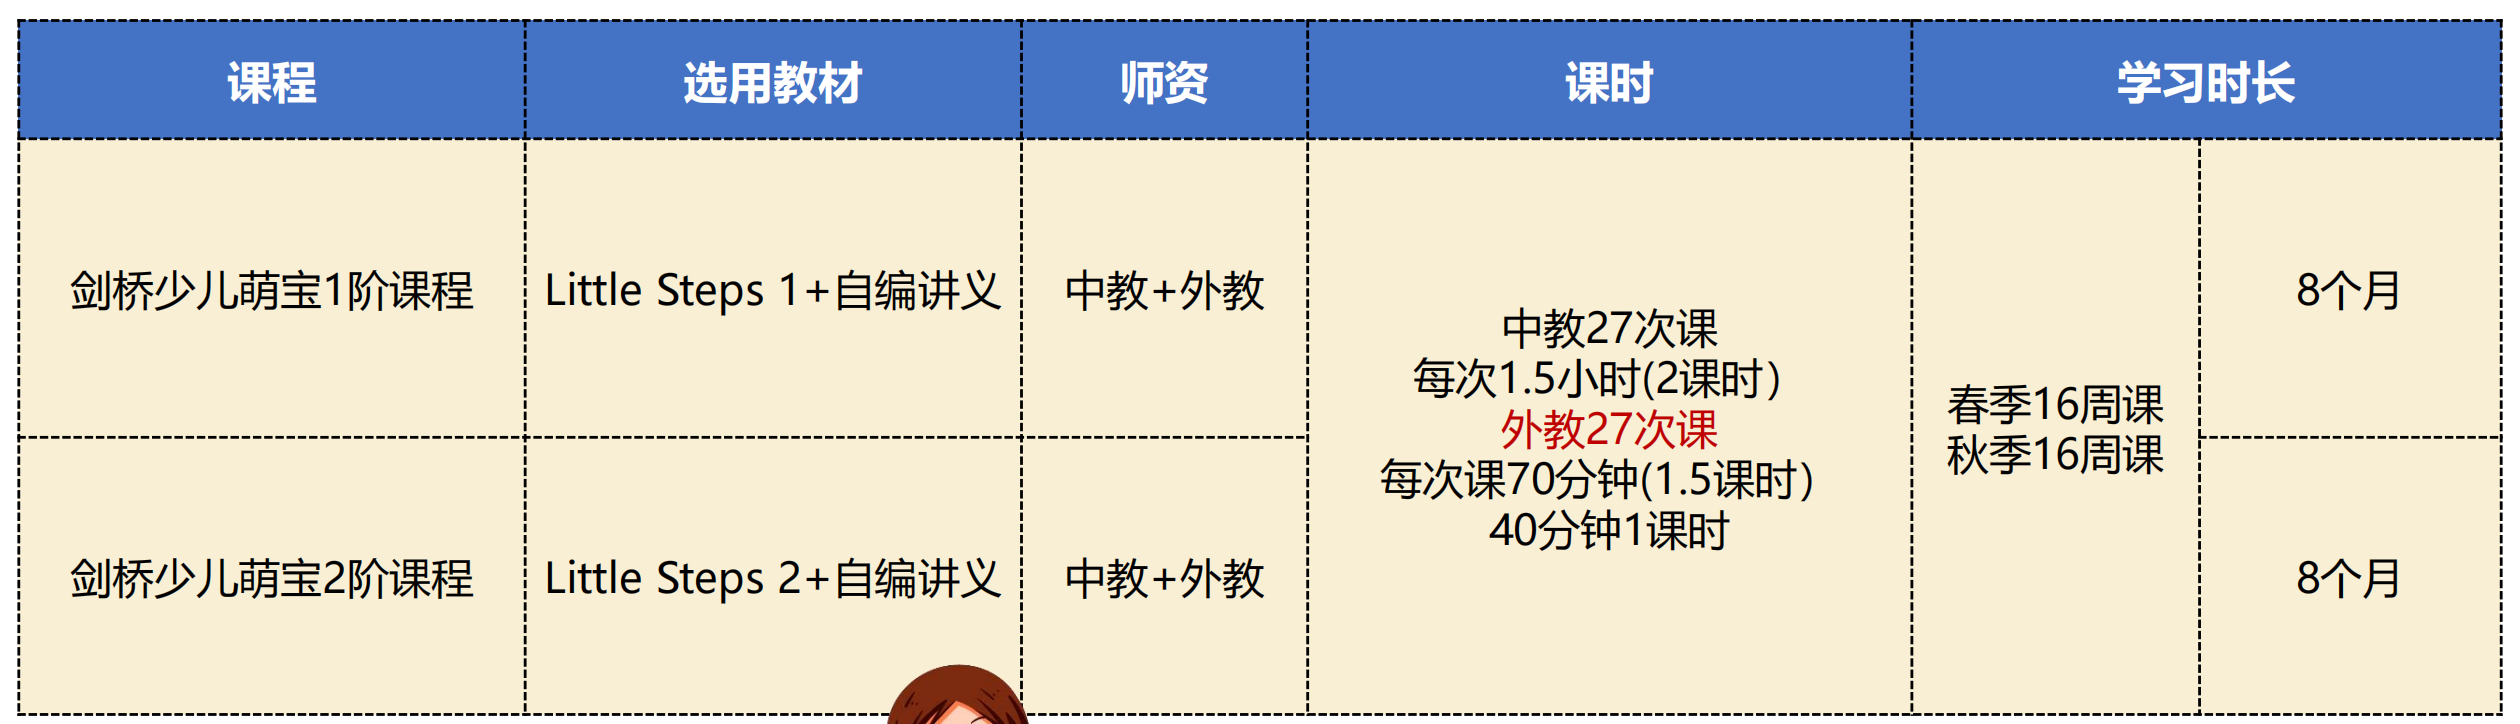 课程 选用教材 师资 课时 学习时长
剑桥少儿萌宝1阶课程 Little Steps 1+自编讲义 中教+外教
中教27次课
每次1.5小时(2课时)
外教27次课
每次课70分钟(1.5课时)
40分钟1课时
春季16周课
秋季16周课
8个月
剑桥少儿萌宝2阶课程 Little Steps 2+自编讲义 中教+外教
8个月